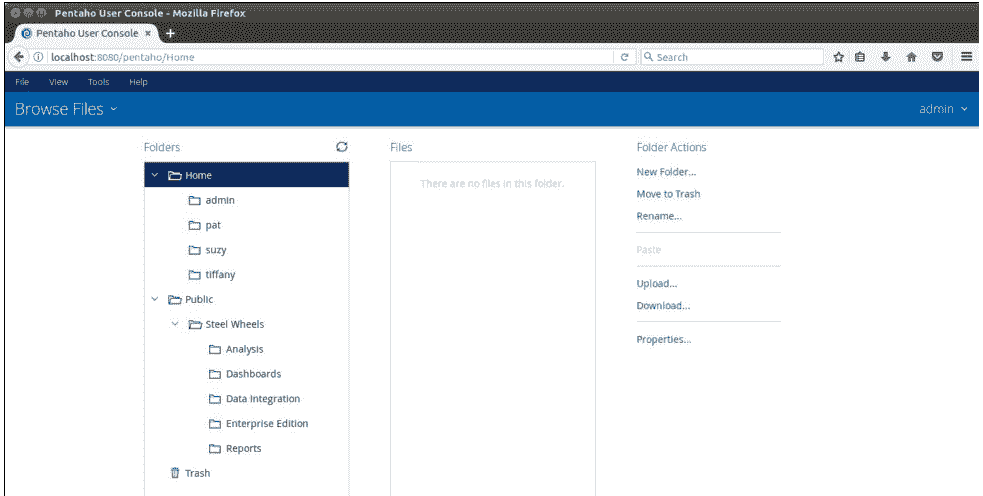 Pentaho User Console - Mozilla Firefox
Pentaho User Console × +
localhost:8080/pentaho/Home
Search
File View Tools Help
Browse Files
admin
Folders
Home
admin
pat
suzy
tiffany
Public
Steel Wheels
Analysis
Dashboards
Data Integration
Enterprise Edition
Reports
Trash
Files
There are no files in this folder.
Folder Actions
New Folder...
Move to Trash
Rename...
Paste
Upload...
Download...
Properties...